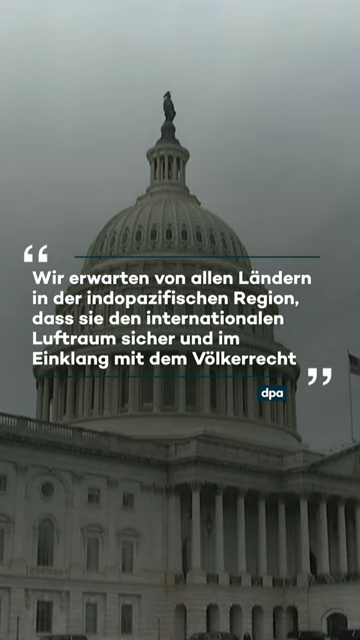 “
Wir erwarten von allen Ländern
in der indopazifischen Region,
dass sie den internationalen
Luftraum sicher und im
Einklang mit dem Völkerrecht
”
dpa